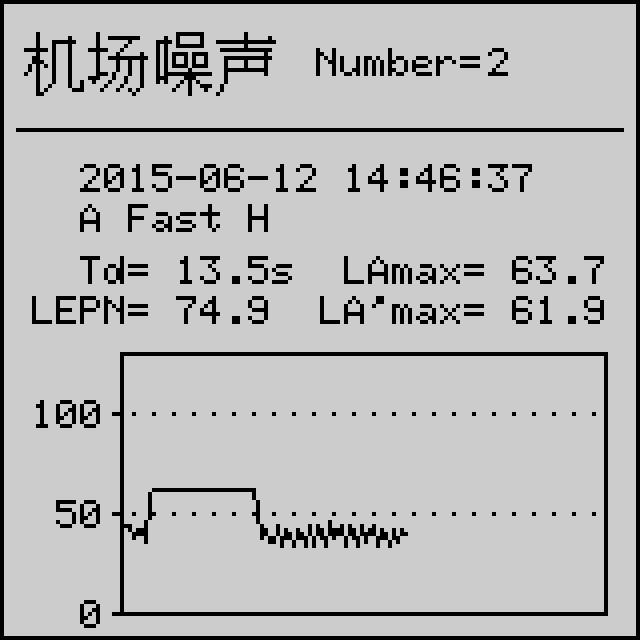 机场噪声 Number=2
2015-06-12 14:46:37
A Fast H
Td= 13.5s LAmax= 63.7
LEPN= 74.9 LA'max= 61.9
100
50
0